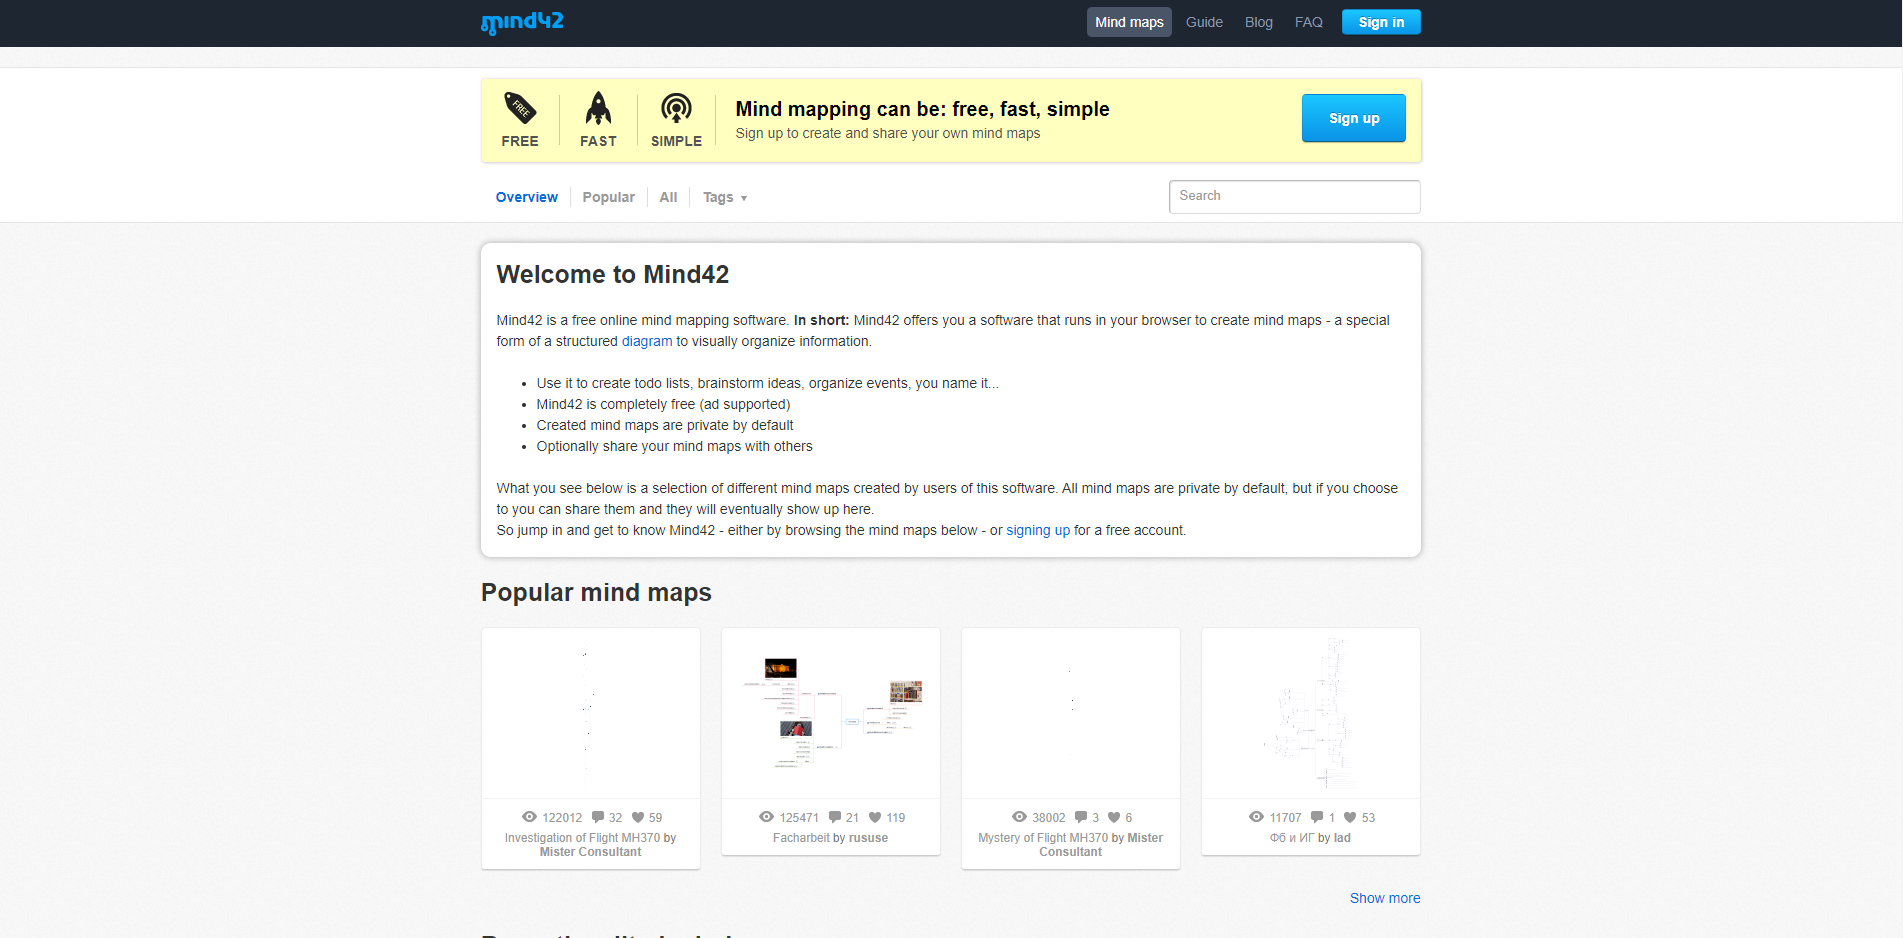 mind42
Mind maps Guide Blog FAQ Sign in
FREE
FREE FAST SIMPLE
Mind mapping can be: free, fast, simple
Sign up to create and share your own mind maps
Sign up
Overview Popular All Tags ▼
Search
Welcome to Mind42
Mind42 is a free online mind mapping software. In short: Mind42 offers you a software that runs in your browser to create mind maps - a special
form of a structured diagram to visually organize information.
• Use it to create todo lists, brainstorm ideas, organize events, you name it...
• Mind42 is completely free (ad supported)
• Created mind maps are private by default
• Optionally share your mind maps with others
What you see below is a selection of different mind maps created by users of this software. All mind maps are private by default, but if you choose
to you can share them and they will eventually show up here.
So jump in and get to know Mind42 - either by browsing the mind maps below - or signing up for a free account.
Popular mind maps
122012 32 59
Investigation of Flight MH370 by
Mister Consultant
125471 21 119
Facharbeit by rususe
38002 3 6
Mystery of Flight MH370 by Mister
Consultant
11707 1 53
Фб и ИГ by lad
Show more